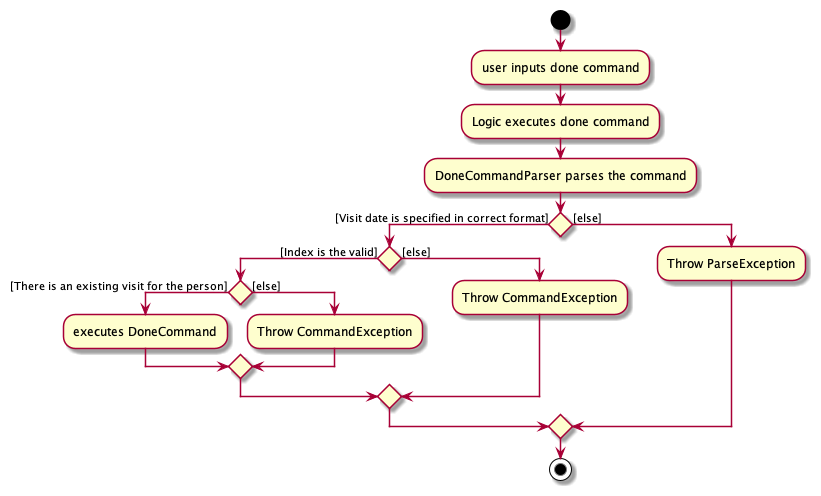 user inputs done command
Logic executes done command
DoneCommandParser parses the command
[Visit date is specified in correct format]
[else]
[Index is the valid]
[else]
Throw ParseException
[There is an existing visit for the person]
[else]
Throw CommandException
executes DoneCommand
Throw CommandException